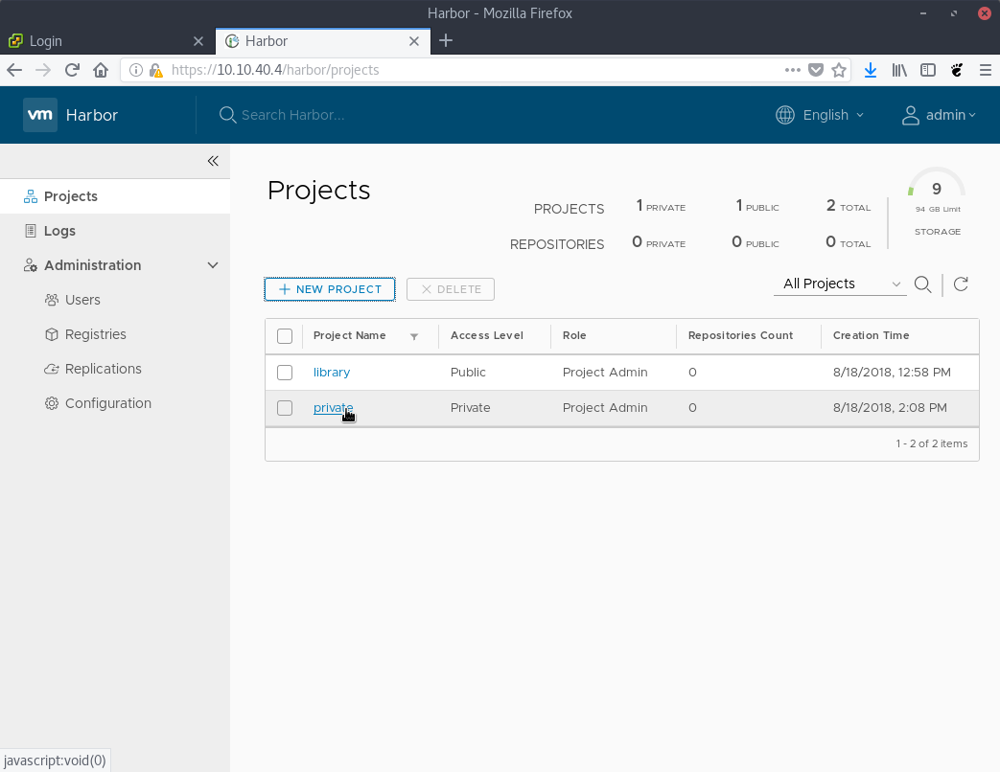 Harbor - Mozilla Firefox
Login
Harbor
https://10.10.40.4/harbor/projects
vm Harbor
Search Harbor...
English
admin
Projects
Logs
Administration
Users
Registries
Replications
Configuration
Projects
PROJECTS 1 PRIVATE 1 PUBLIC 2 TOTAL
REPOSITORIES 0 PRIVATE 0 PUBLIC 0 TOTAL
9
94 GB Limit
STORAGE
+ NEW PROJECT
× DELETE
All Projects
Project Name Access Level Role Repositories Count Creation Time
library Public Project Admin 0 8/18/2018, 12:58 PM
private Private Project Admin 0 8/18/2018, 2:08 PM
1 - 2 of 2 items
javascript:void(0)